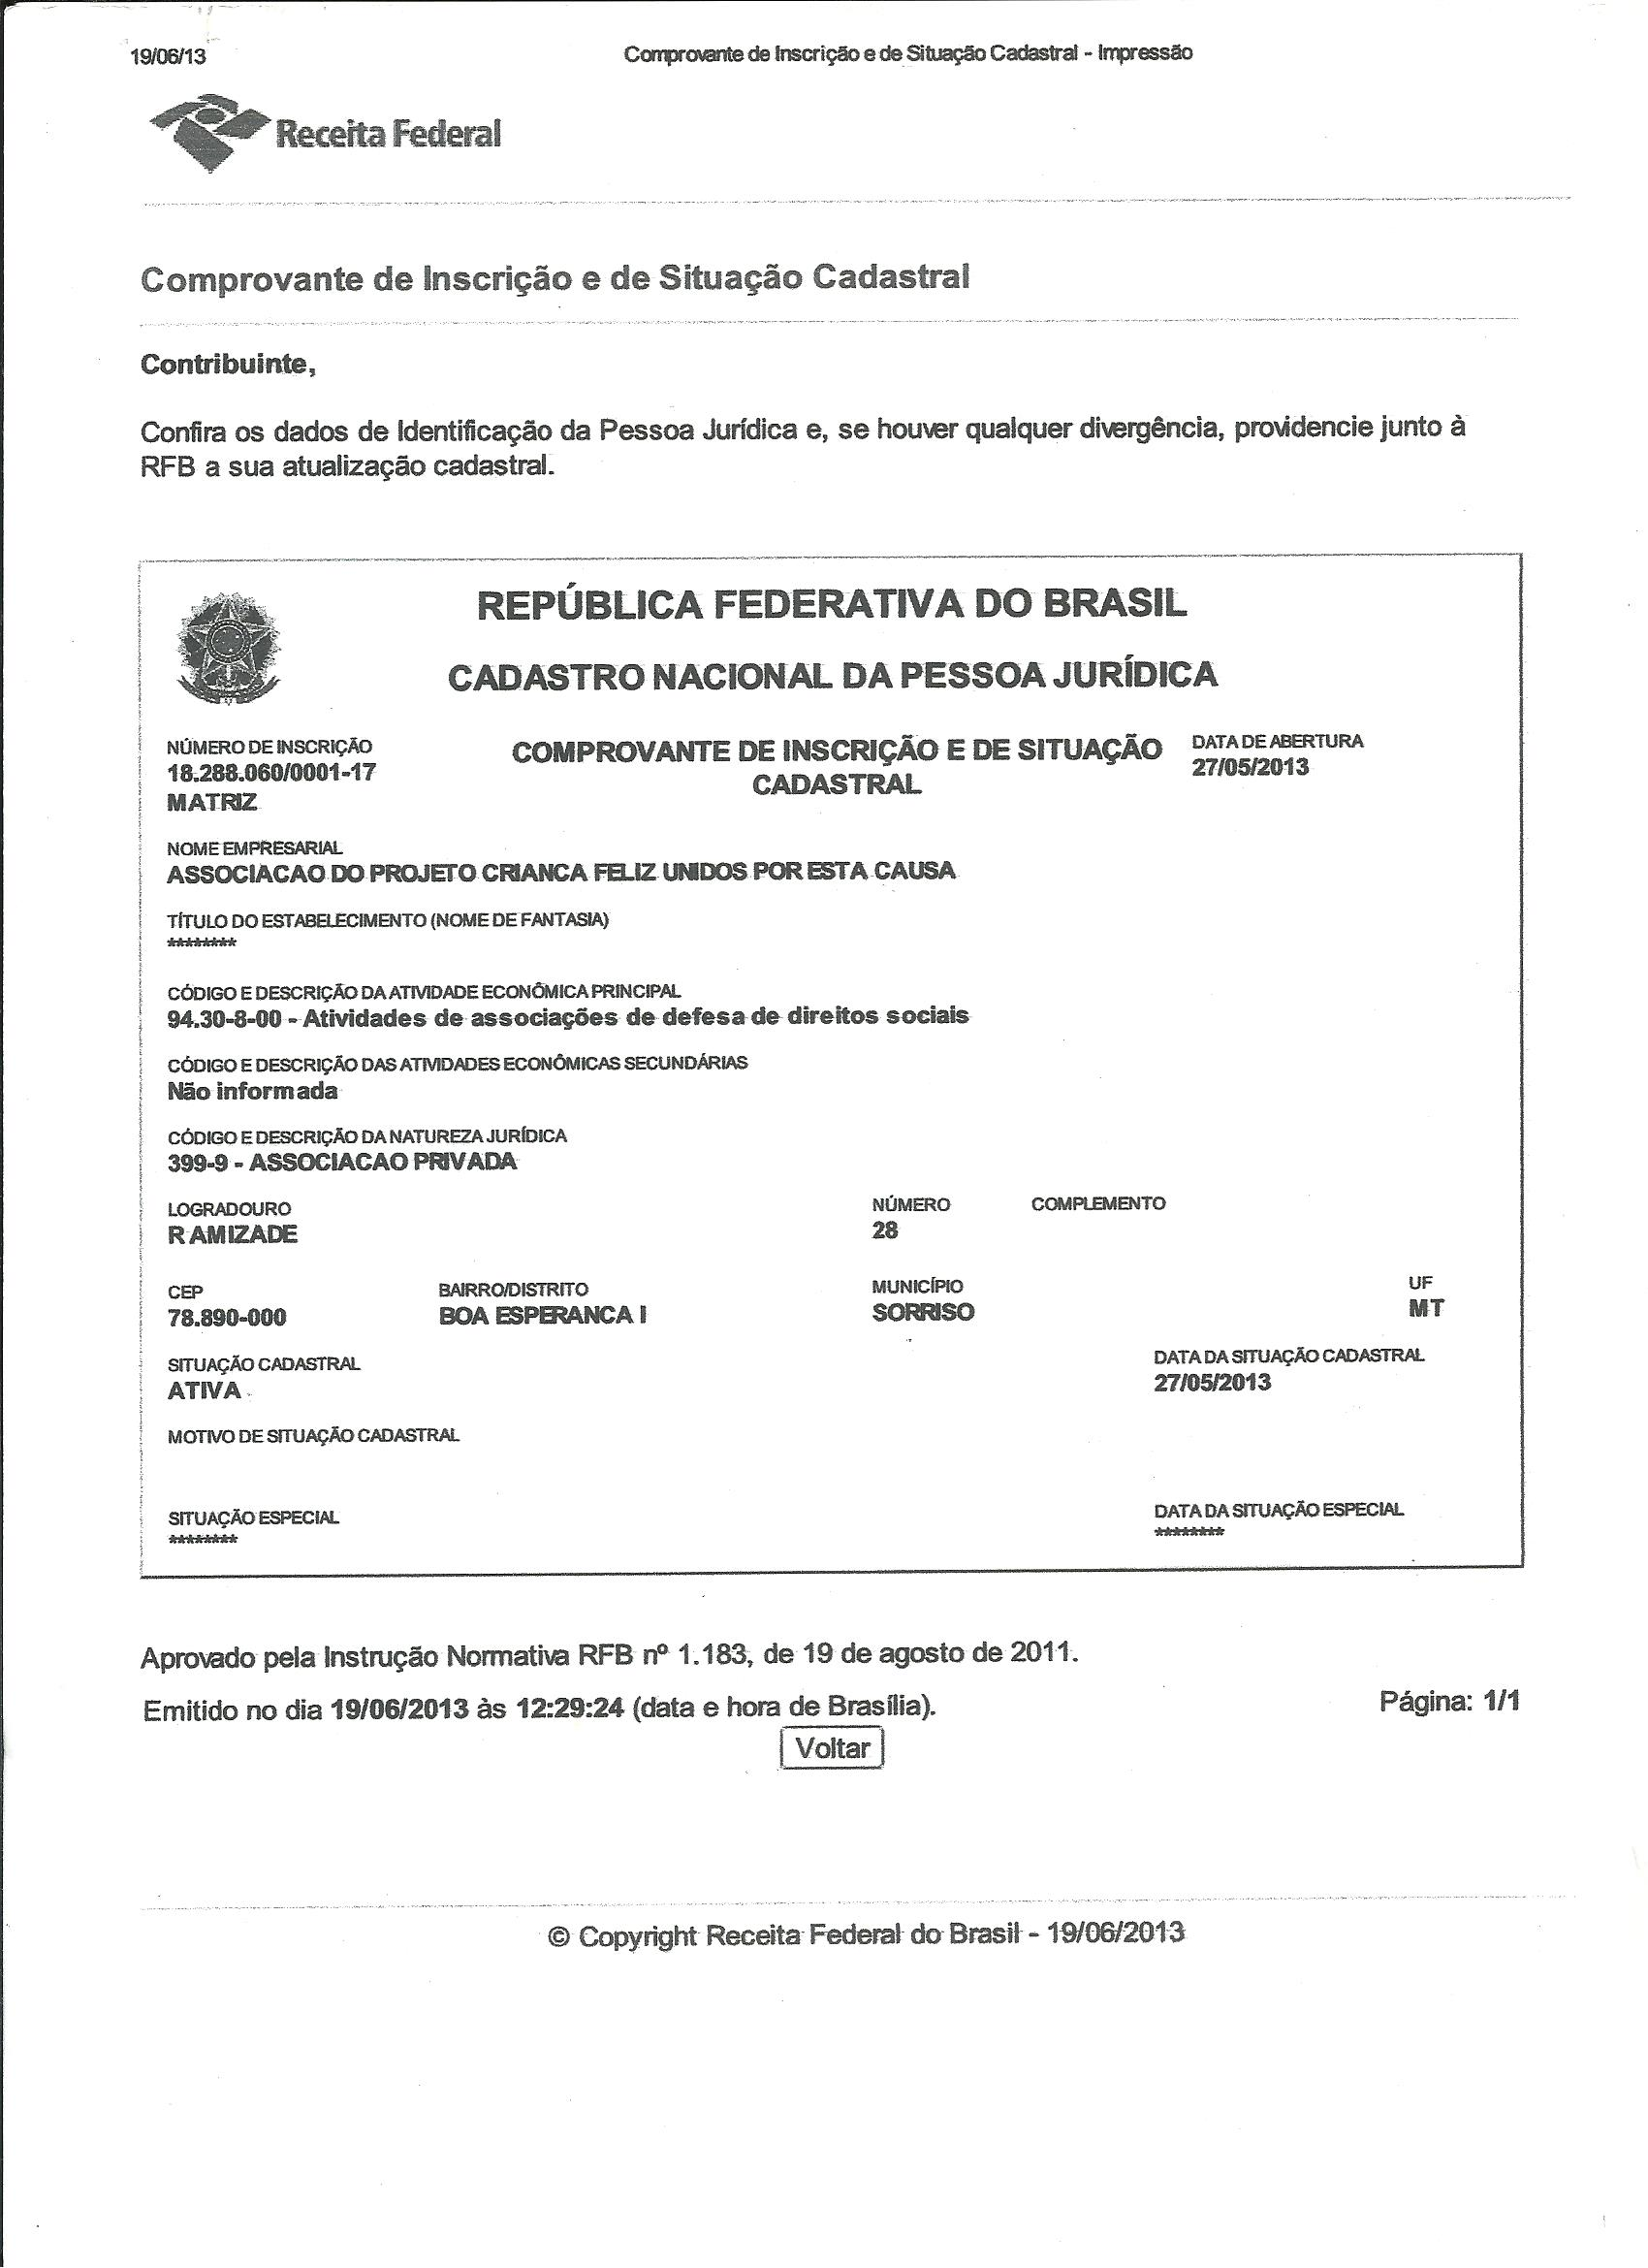 19/06/13
Comprovante de Inscrição e de Situação Cadastral - Impressão
Receita Federal
Comprovante de Inscrição e de Situação Cadastral
Contribuinte,
Confira os dados de Identificação da Pessoa Jurídica e, se houver qualquer divergência, providencie junto à
RFB a sua atualização cadastral.
REPÚBLICA FEDERATIVA DO BRASIL
CADASTRO NACIONAL DA PESSOA JURÍDICA
NÚMERO DE INSCRIÇÃO
18.288.060/0001-17
MATRIZ
COMPROVANTE DE INSCRIÇÃO E DE SITUAÇÃO
CADASTRAL
DATA DE ABERTURA
27/05/2013
NOME EMPRESARIAL
ASSOCIACAO DO PROJETO CRIANCA FELIZ UNIDOS POR ESTA CAUSA
TÍTULO DO ESTABELECIMENTO (NOME DE FANTASIA)
********
CÓDIGO E DESCRIÇÃO DA ATIVIDADE ECONÔMICA PRINCIPAL
94.30-8-00 - Atividades de associações de defesa de direitos sociais
CÓDIGO E DESCRIÇÃO DAS ATIVIDADES ECONÔMICAS SECUNDÁRIAS
Não informada
CÓDIGO E DESCRIÇÃO DA NATUREZA JURÍDICA
399-9 - ASSOCIACAO PRIVADA
LOGRADOURO
R AMIZADE
NÚMERO
28
COMPLEMENTO
CEP
78.890-000
BAIRRO/DISTRITO
BOA ESPERANCA I
MUNICÍPIO
SORRISO
UF
MT
SITUAÇÃO CADASTRAL
ATIVA
DATA DA SITUAÇÃO CADASTRAL
27/05/2013
MOTIVO DE SITUAÇÃO CADASTRAL
SITUAÇÃO ESPECIAL
********
DATA DA SITUAÇÃO ESPECIAL
********
Aprovado pela Instrução Normativa RFB nº 1.183, de 19 de agosto de 2011.
Emitido no dia 19/06/2013 às 12:29:24 (data e hora de Brasília).
Página: 1/1
Voltar
© Copyright Receita Federal do Brasil - 19/06/2013